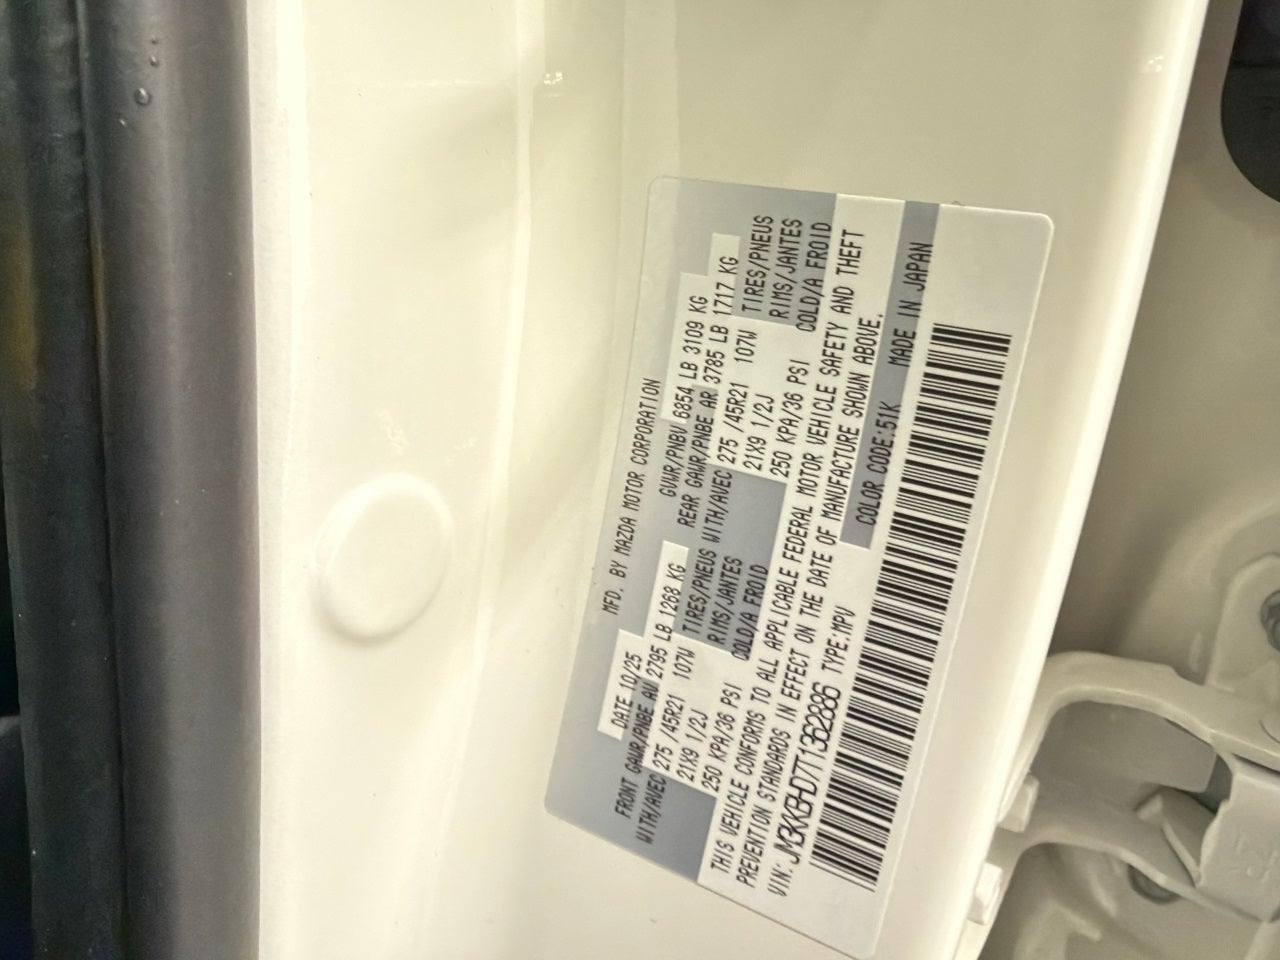 MFD. BY MAZDA MOTOR CORPORATION
DATE 10/25 GVWR/PNBV 6854 LB 3109 KG
FRONT GAWR/PNBE AV 2795 LB 1268 KG REAR GAWR/PNBE AR 3785 LB 1717 KG
WITH/AVEC 275 /45R21 107W TIRES/PNEUS WITH/AVEC 275 /45R21 107W TIRES/PNEUS
21X9 1/2J RIMS/JANTES 21X9 1/2J RIMS/JANTES
250 KPA/36 PSI COLD/A FROID 250 KPA/36 PSI COLD/A FROID
THIS VEHICLE CONFORMS TO ALL APPLICABLE FEDERAL MOTOR VEHICLE SAFETY AND THEFT
PREVENTION STANDARDS IN EFFECT ON THE DATE OF MANUFACTURE SHOWN ABOVE.
VIN: JM3KKBHD7T1362886 TYPE:MPV COLOR CODE:51K MADE IN JAPAN